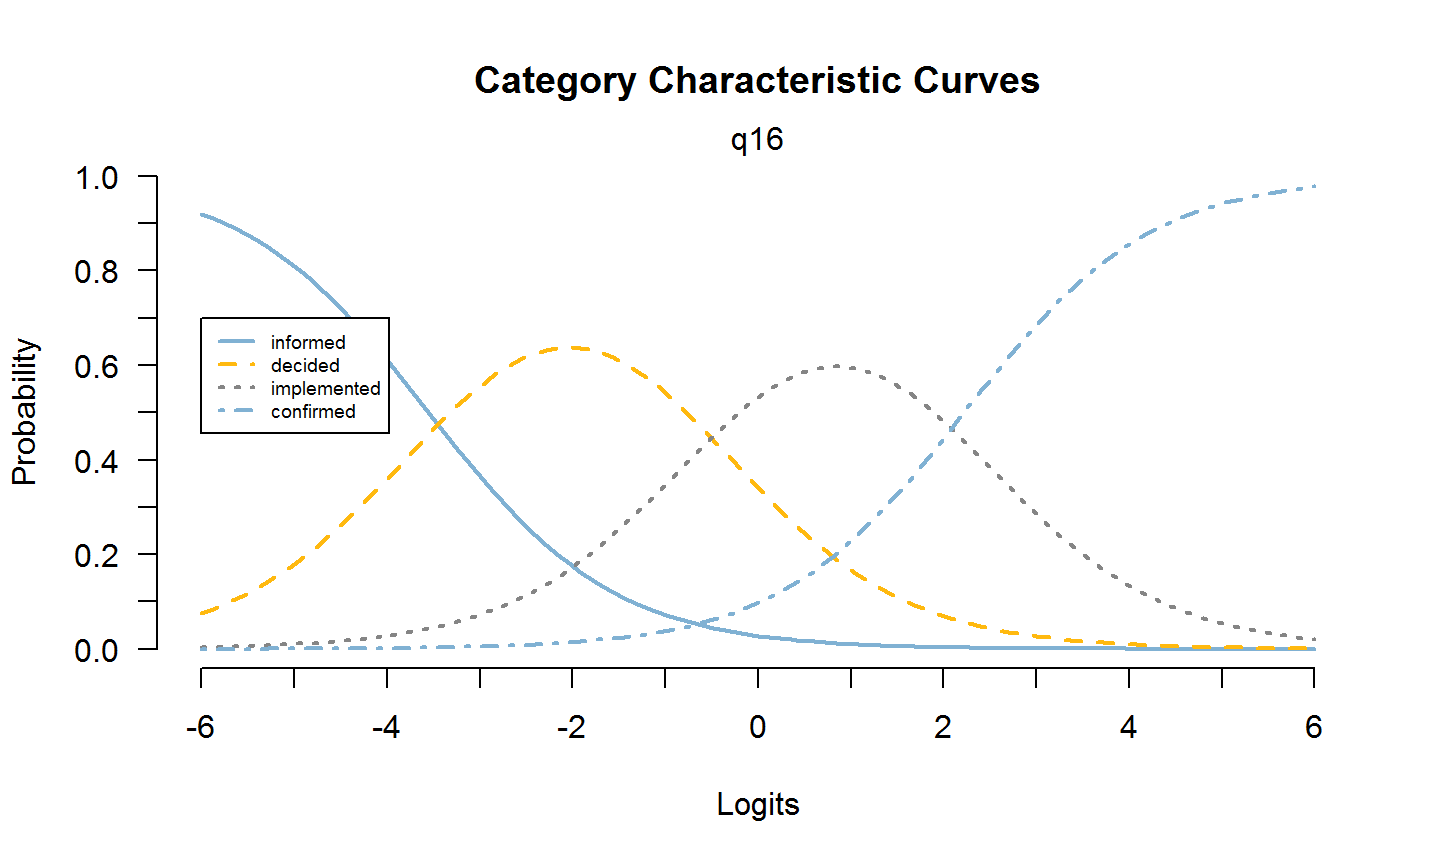 Category Characteristic Curves
q16
1.0
0.8
0.6
0.4
0.2
0.0
Probability
informed
decided
implemented
confirmed
-6 -4 -2 0 2 4 6
Logits